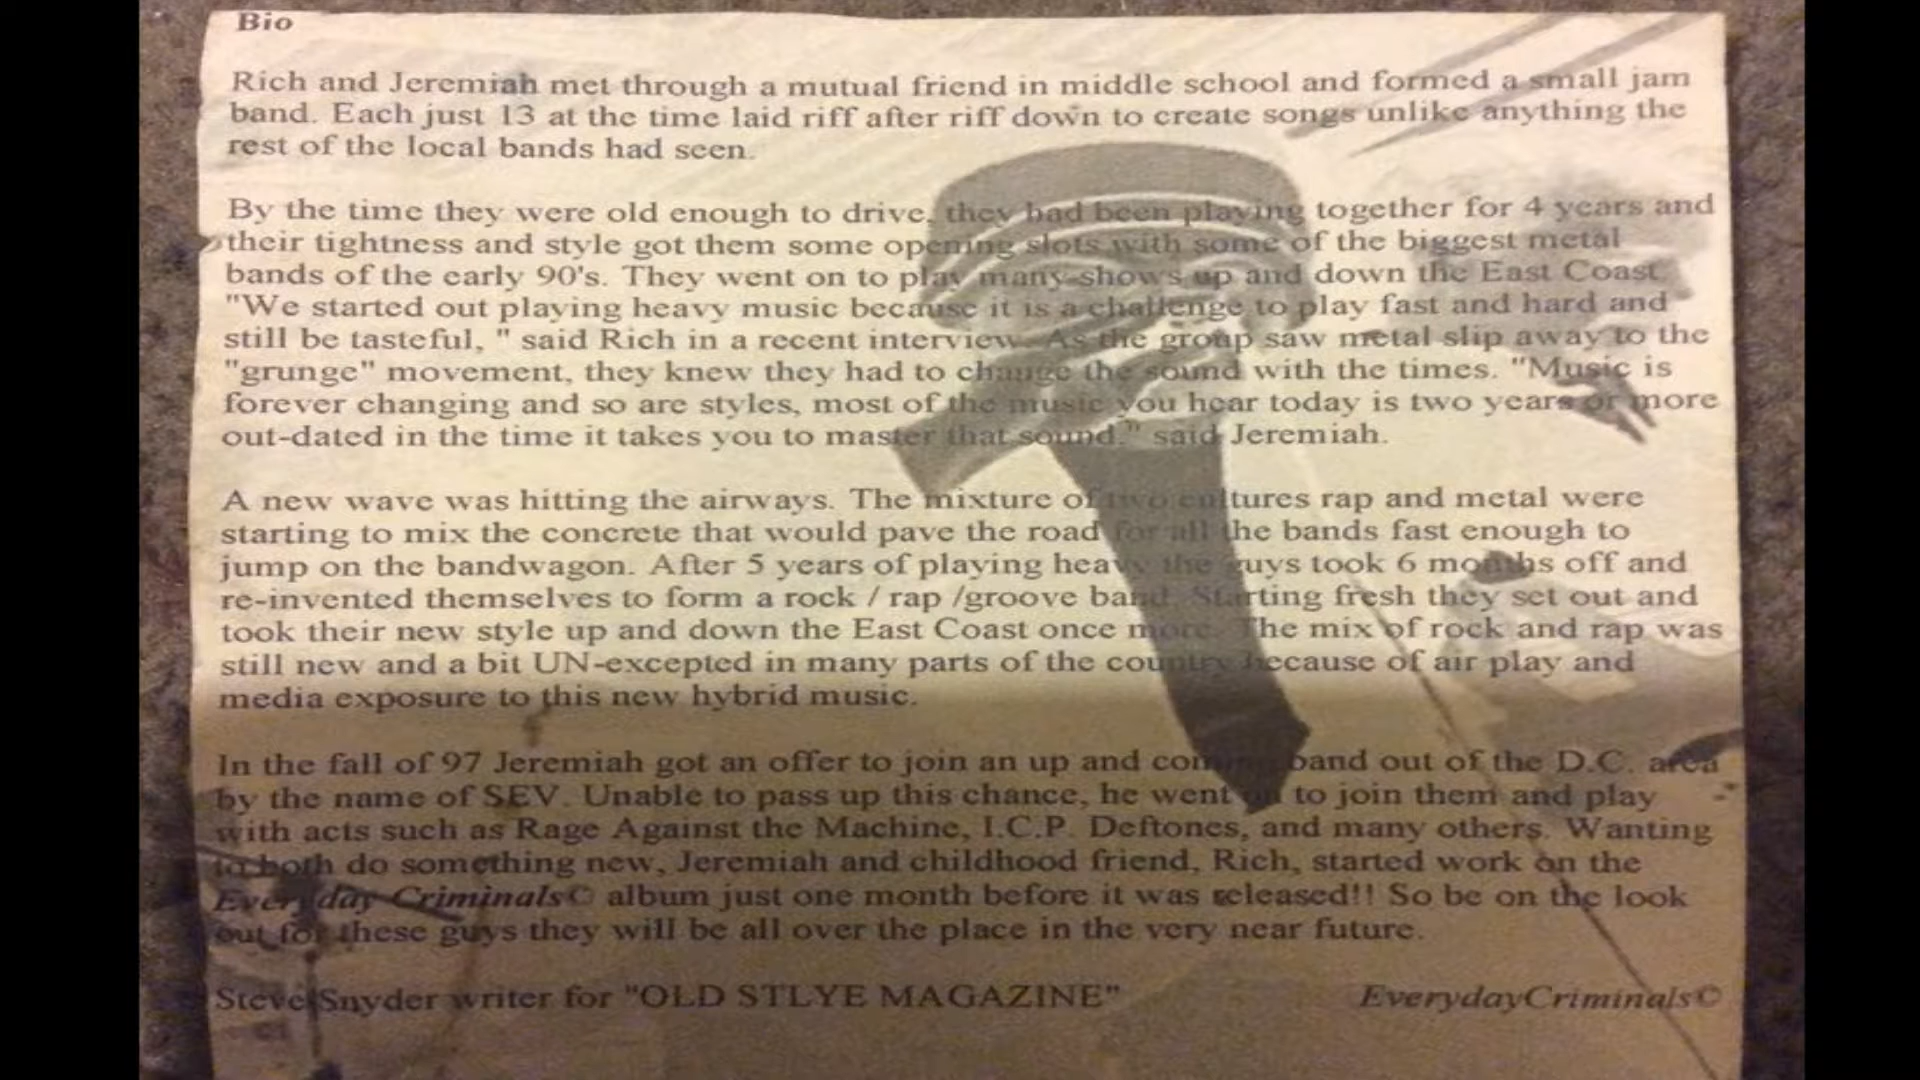 Bio
Rich and Jeremiah met through a mutual friend in middle school and formed a small jam
band. Each just 13 at the time laid riff after riff down to create songs unlike anything the
rest of the local bands had seen.
By the time they were old enough to drive, they had been playing together for 4 years and
their tightness and style got them some opening slots with some of the biggest metal
bands of the early 90's. They went on to play many shows up and down the East Coast.
"We started out playing heavy music because it is a challenge to play fast and hard and
still be tasteful, " said Rich in a recent interview. As the group saw metal slip away to the
"grunge" movement, they knew they had to change the sound with the times. "Music is
forever changing and so are styles, most of the music you hear today is two years or more
out-dated in the time it takes you to master that sound." said Jeremiah.
A new wave was hitting the airways. The mixture of two cultures rap and metal were
starting to mix the concrete that would pave the road for all the bands fast enough to
jump on the bandwagon. After 5 years of playing heavy the guys took 6 months off and
re-invented themselves to form a rock / rap /groove band. Starting fresh they set out and
took their new style up and down the East Coast once more. The mix of rock and rap was
still new and a bit UN-excepted in many parts of the country because of air play and
media exposure to this new hybrid music.
In the fall of 97 Jeremiah got an offer to join an up and coming band out of the D.C. area
by the name of SEV. Unable to pass up this chance, he went on to join them and play
with acts such as Rage Against the Machine, I.C.P. Deftones, and many others. Wanting
to both do something new, Jeremiah and childhood friend, Rich, started work on the
Everyday Criminals© album just one month before it was released!! So be on the look
out for these guys they will be all over the place in the very near future.
Steve Snyder writer for "OLD STLYE MAGAZINE" EverydayCriminals©